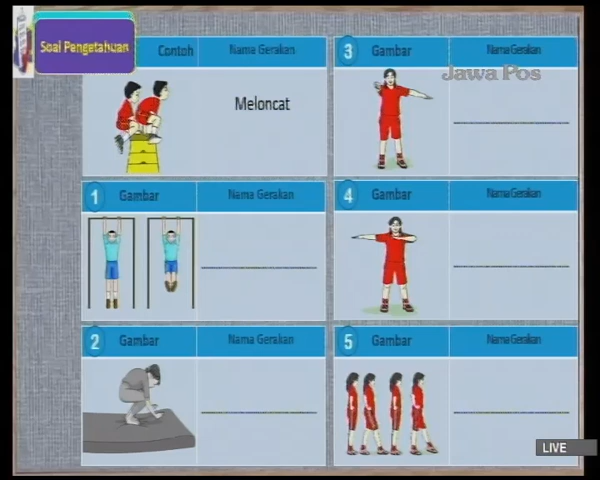 Soal Pengetahuan
Contoh
Nama Gerakan
Meloncat
3 Gambar
Nama Gerakan
Jawa Pos
1 Gambar
Nama Gerakan
4 Gambar
Nama Gerakan
2 Gambar
Nama Gerakan
5 Gambar
Nama Gerakan
LIVE